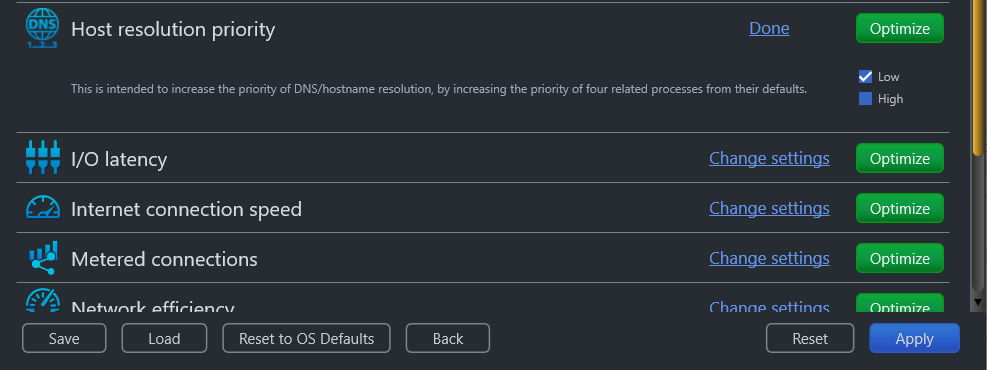 DNS
1 2 3
Host resolution priority
Done
Optimize
This is intended to increase the priority of DNS/hostname resolution, by increasing the priority of four related processes from their defaults.
Low
High
I/O latency
Change settings
Optimize
Internet connection speed
Change settings
Optimize
Metered connections
Change settings
Optimize
Network efficiency
Change settings
Optimize
Save
Load
Reset to OS Defaults
Back
Reset
Apply